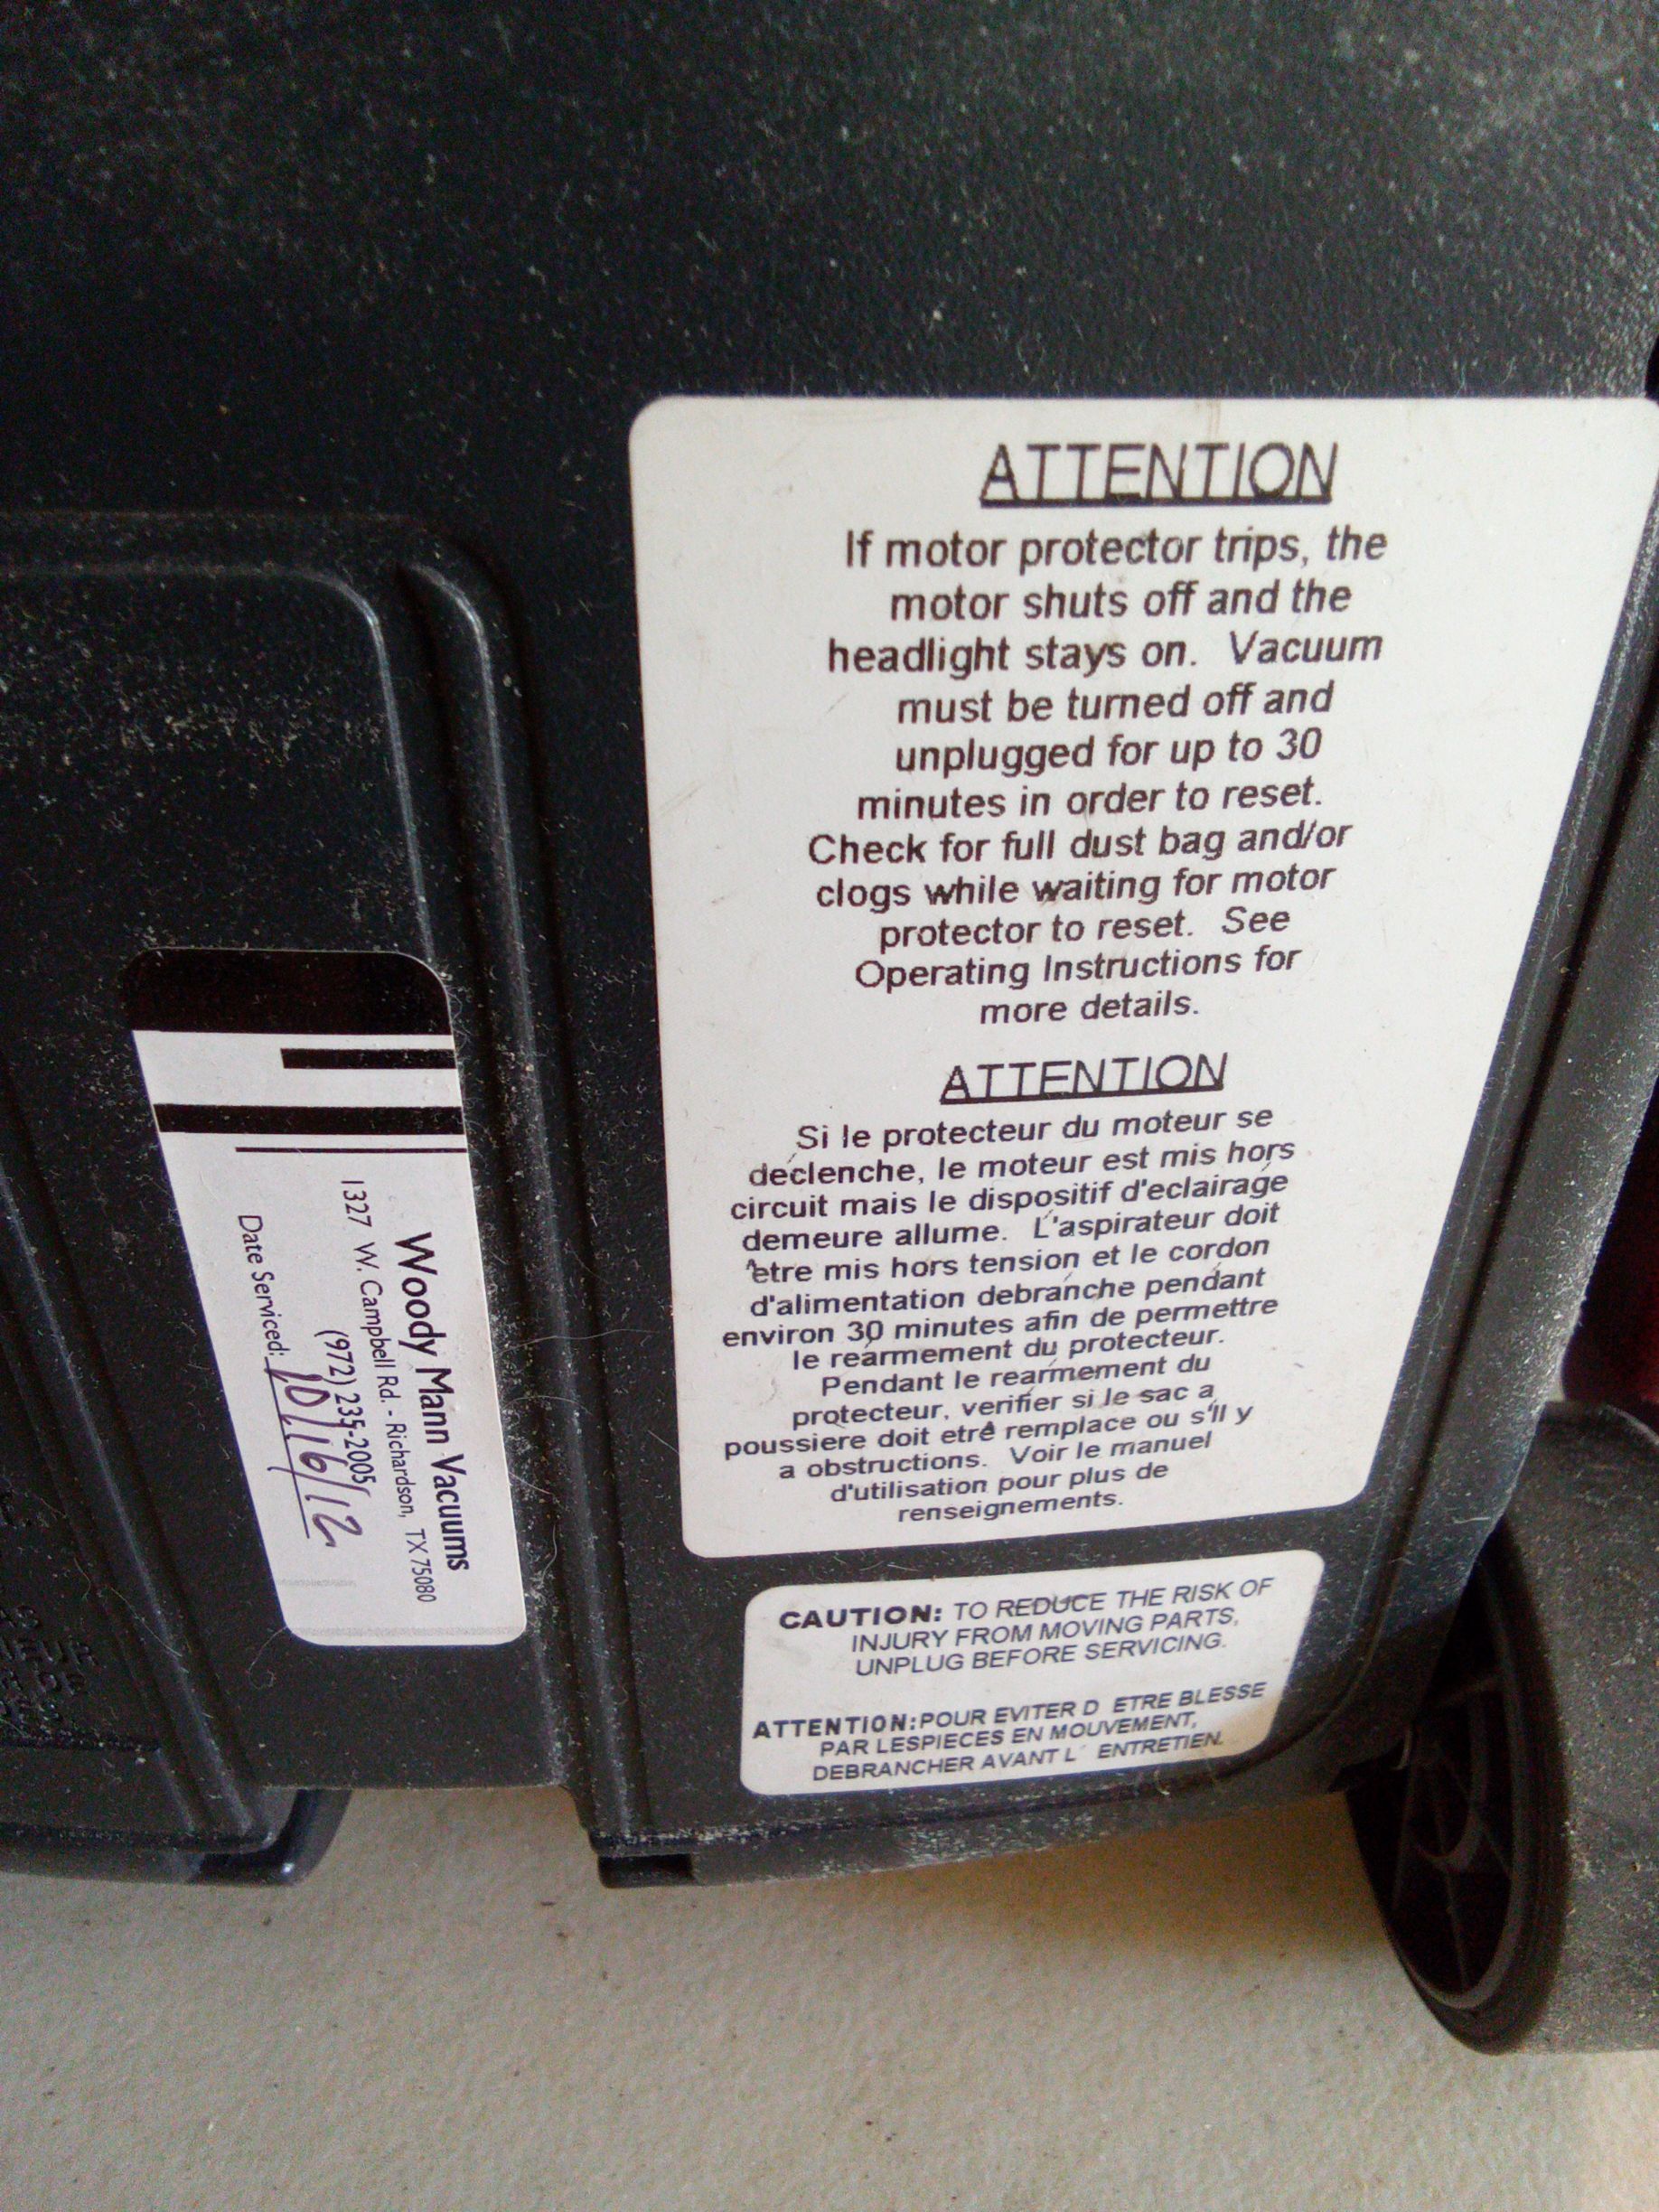 ATTENTION
If motor protector trips, the
motor shuts off and the
headlight stays on. Vacuum
must be turned off and
unplugged for up to 30
minutes in order to reset.
Check for full dust bag and/or
clogs while waiting for motor
protector to reset. See
Operating Instructions for
more details.
ATTENTION
Si le protecteur du moteur se
déclenche, le moteur est mis hors
circuit mais le dispositif d'eclairage
demeure allumé. L'aspirateur doit
être mis hors tension et le cordon
d'alimentation debranché pendant
environ 30 minutes afin de permettre
le réarmement du protecteur.
Pendant le réarmement du
protecteur, verifier si le sac a
poussiere doit etrê remplace ou s'Il y
a obstructions. Voir le manuel
d'utilisation pour plus de
renseignements.
CAUTION: TO REDUCE THE RISK OF
INJURY FROM MOVING PARTS,
UNPLUG BEFORE SERVICING.
ATTENTION:POUR EVITER D ETRE BLESSE
PAR LESPIECES EN MOUVEMENT,
DEBRANCHER AVANT L´ ENTRETIEN.
Woody Mann Vacuums
1327 W. Campbell Rd. - Richardson, TX 75080
(972) 235-2005
Date Serviced: 10/16/12